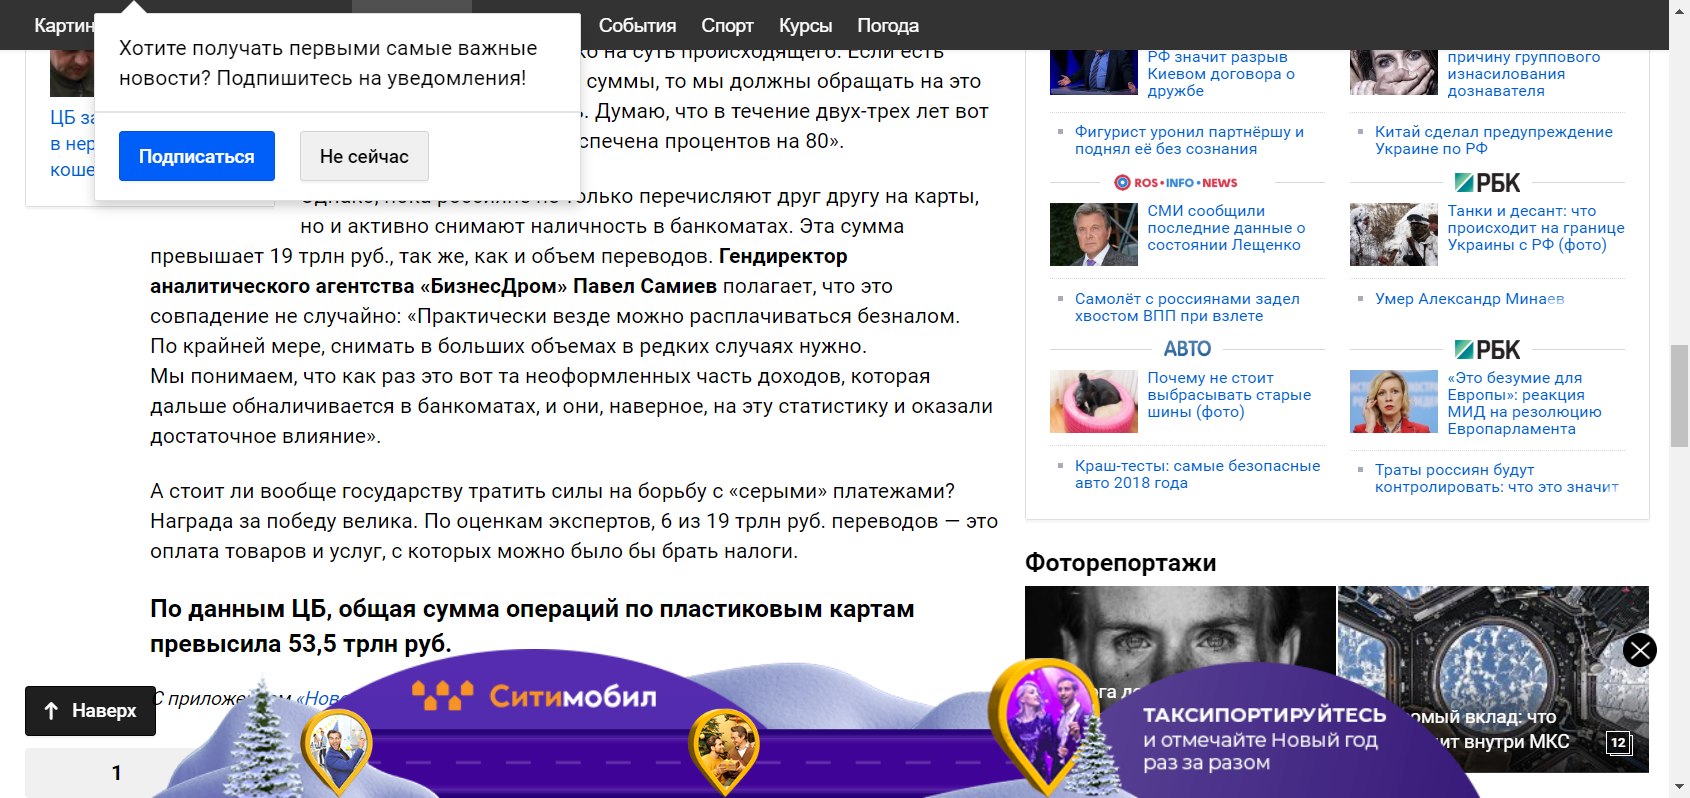 Картин
События
Спорт
Курсы
Погода
Хотите получать первыми самые важные
новости? Подпишитесь на уведомления!
Подписаться
Не сейчас
ЦБ за
в нер
коше
на суть происходящего. Если есть
суммы, то мы должны обращать на это
Думаю, что в течение двух-трех лет вот
спечена процентов на 80».
Однако, пока россияне не только перечисляют друг другу на карты,
но и активно снимают наличность в банкоматах. Эта сумма
превышает 19 трлн руб., так же, как и объем переводов. Гендиректор
аналитического агентства «БизнесДром» Павел Самиев полагает, что это
совпадение не случайно: «Практически везде можно расплачиваться безналом.
По крайней мере, снимать в больших объемах в редких случаях нужно.
Мы понимаем, что как раз это вот та неоформленных часть доходов, которая
дальше обналичивается в банкоматах, и они, наверное, на эту статистику и оказали
достаточное влияние».
А стоит ли вообще государству тратить силы на борьбу с «серыми» платежами?
Награда за победу велика. По оценкам экспертов, 6 из 19 трлн руб. переводов — это
оплата товаров и услуг, с которых можно было бы брать налоги.
По данным ЦБ, общая сумма операций по пластиковым картам
превысила 53,5 трлн руб.
С приложе м «Нов
Наверх
1
РФ значит разрыв
Киевом договора о
дружбе
Фигурист уронил партнёршу и
поднял её без сознания
ROS•INFO•NEWS
СМИ сообщили
последние данные о
состоянии Лещенко
Самолёт с россиянами задел
хвостом ВПП при взлете
АВТО
Почему не стоит
выбрасывать старые
шины (фото)
Краш-тесты: самые безопасные
авто 2018 года
причину группового
изнасилования
дознавателя
Китай сделал предупреждение
Украине по РФ
РБК
Танки и десант: что
происходит на границе
Украины с РФ (фото)
Умер Александр Минаев
РБК
«Это безумие для
Европы»: реакция
МИД на резолюцию
Европарламента
Траты россиян будут
контролировать: что это значит
Фоторепортажи
ога ле
омый вклад: что
ит внутри МКС
12
Ситимобил
ТАКСИПОРТИРУЙТЕСЬ
и отмечайте Новый год
раз за разом